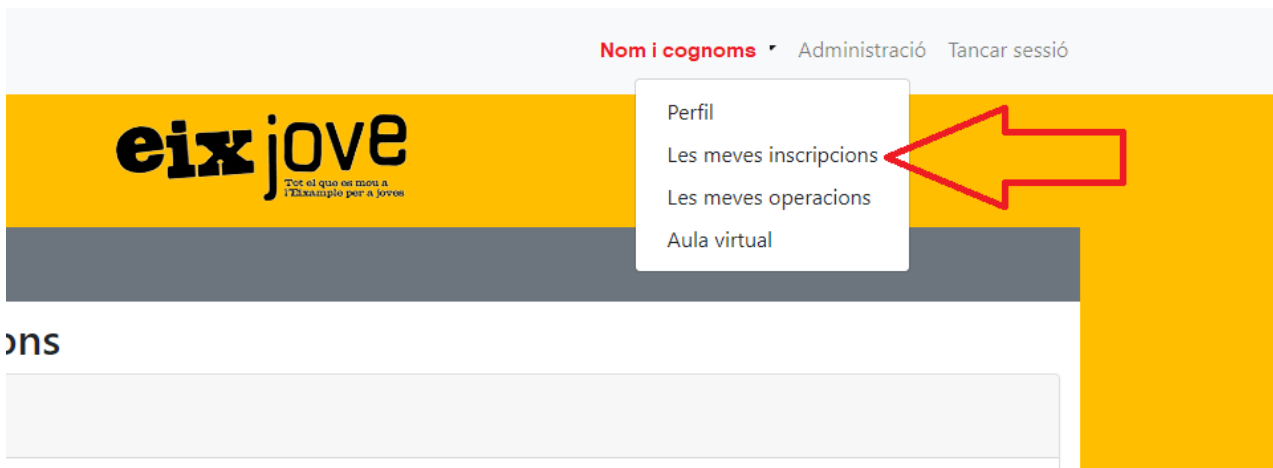 Nom i cognoms Administració Tancar sessió
Perfil
Les meves inscripcions
Les meves operacions
Aula virtual
eix jove
Tot el que es mou a
l'Eixample per a joves
ons